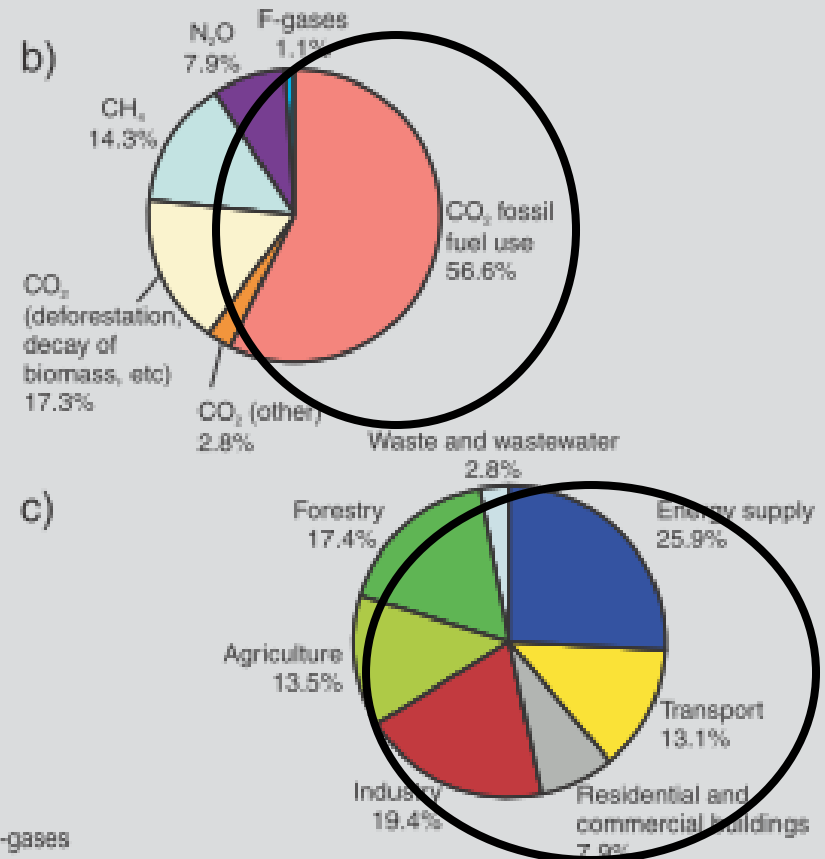 b)
N₂O
7.9%
F-gases
1.1%
CH₄
14.3%
CO₂ fossil
fuel use
56.6%
CO₂
(deforestation,
decay of
biomass, etc)
17.3%
CO₂ (other)
2.8%
c)
Waste and wastewater
2.8%
Forestry
17.4%
Energy supply
25.9%
Agriculture
13.5%
Transport
13.1%
Industry
19.4%
Residential and
commercial buildings
7.9%
-gases